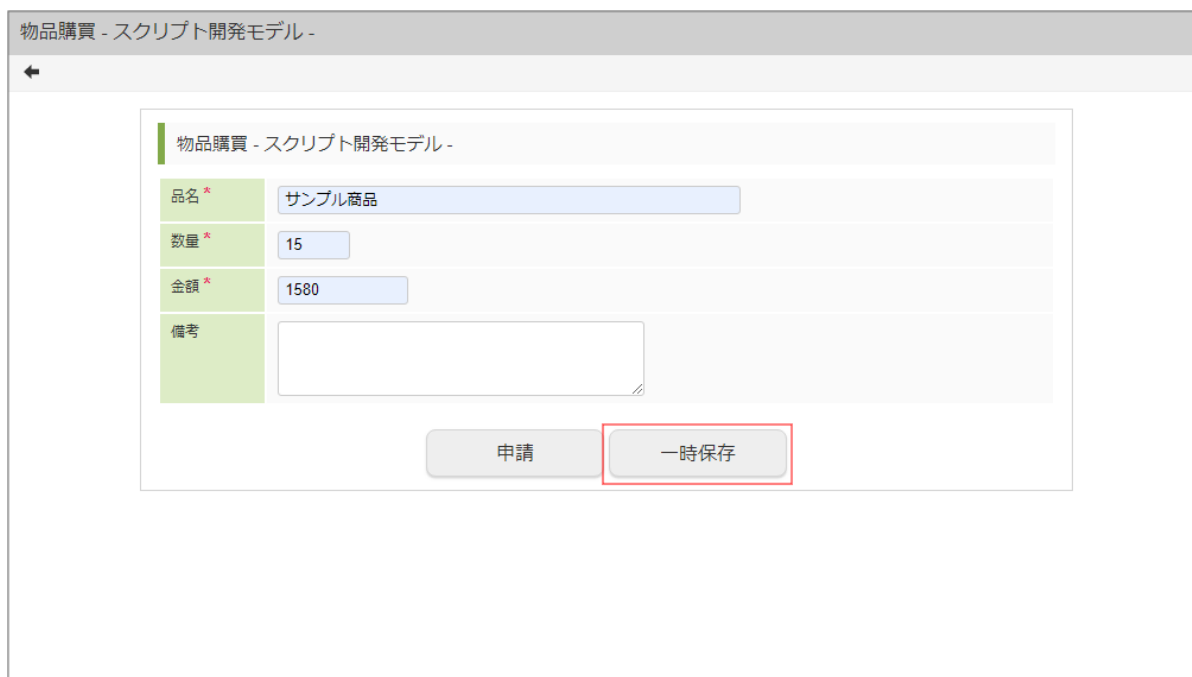 物品購買 - スクリプト開発モデル -
物品購買 - スクリプト開発モデル -
品名 * サンプル商品
数量 * 15
金額 * 1580
備考
申請 一時保存